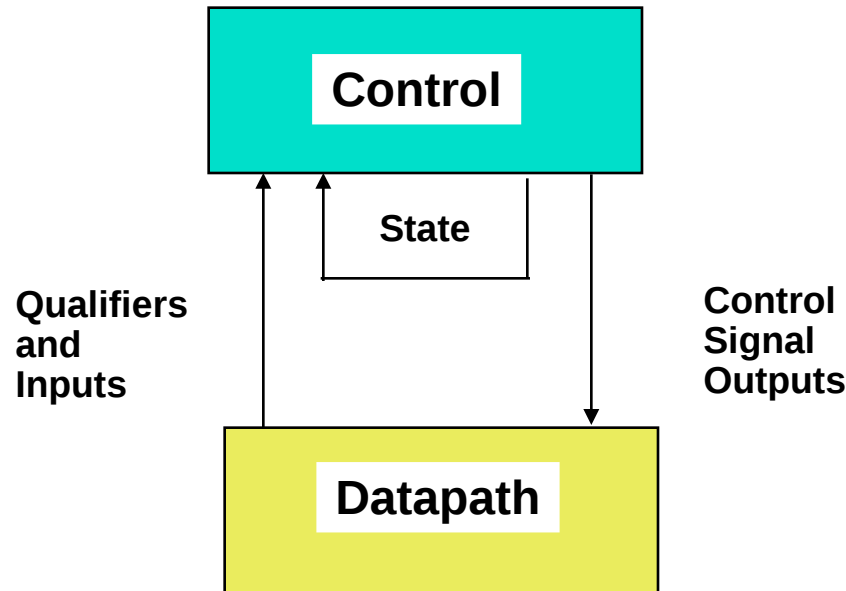 Control
State
Qualifiers
and
Inputs
Control
Signal
Outputs
Datapath